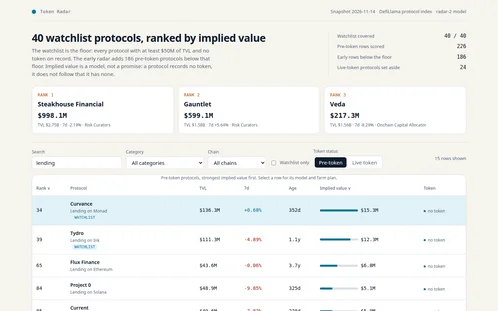 Token Radar
Snapshot 2026-11-14 DefiLlama protocol index radar-2 model
40 watchlist protocols, ranked by implied value
The watchlist is the floor: every protocol with at least $50M of TVL and no
token on record. The early radar adds 186 pre-token protocols below that
floor. Implied value is a model, not a promise: a protocol records no token,
it does not follow that it has none.
Watchlist covered 40 / 40
Pre-token rows scored 226
Early rows below the floor 186
Live-token protocols set aside 24
RANK 1
Steakhouse Financial
$998.1M
TVL $2.75B · 7d 2.19% · Risk Curators
RANK 2
Gauntlet
$599.1M
TVL $1.58B · 7d +5.64% · Risk Curators
RANK 3
Veda
$217.3M
TVL $1.56B · 7d 8.29% · Onchain Capital Allocator
Search
lending
Category
All categories
Chain
All chains
Watchlist only
Token status
Pre-token
Live token
15 rows shown
Pre-token protocols, strongest implied value first. Select a row for its model and farm plan.
Rank Protocol TVL 7d Age Implied value Token
34 Curvance $136.3M +0.68% 352d $15.3M no token
Lending on Monad
WATCHLIST
39 Tydro $111.3M -4.89% 1.1y $12.3M no token
Lending on Ink
WATCHLIST
65 Flux Finance $43.6M -0.06% 3.7y $6.8M no token
Lending on Ethereum
84 Project 0 $48.9M -9.85% 325d $5.1M no token
Lending on Solana
Current